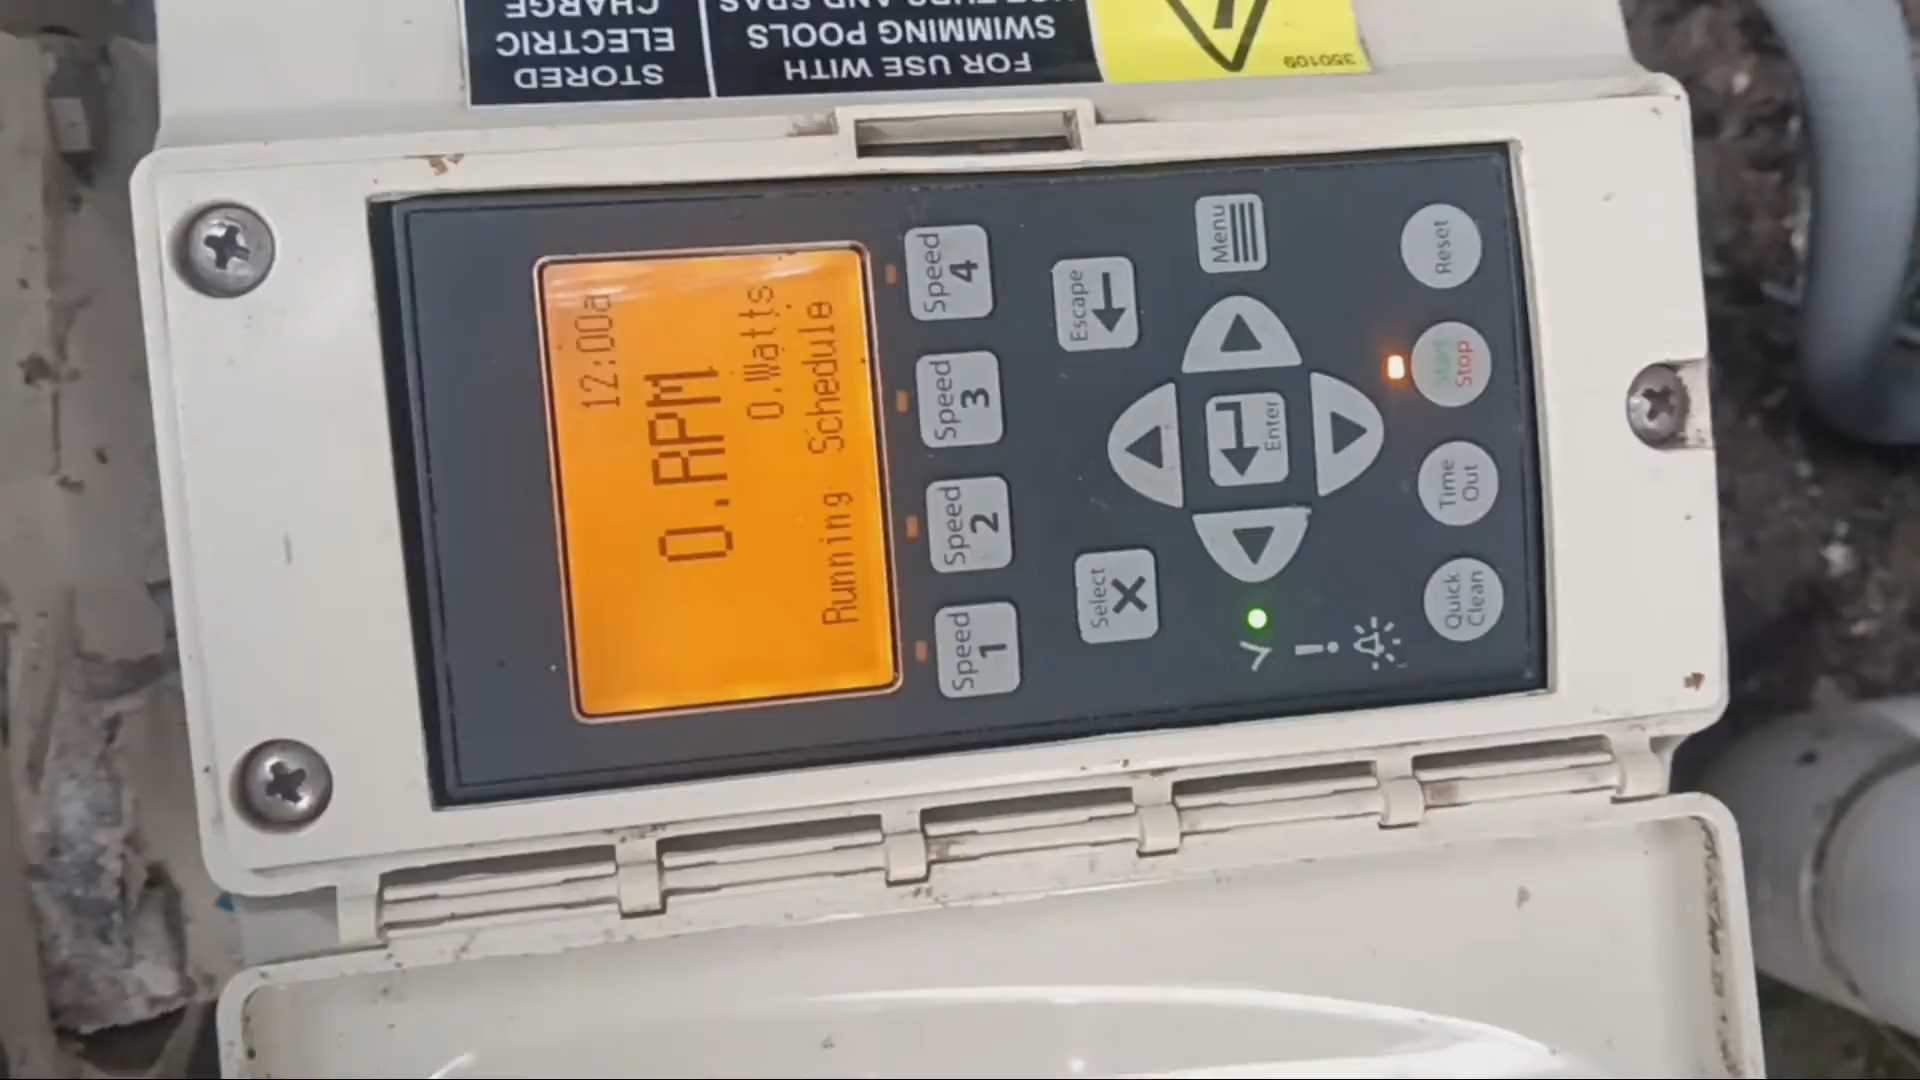 FOR USE WITH
SWIMMING POOLS
STORED
ELECTRIC
CHARGE
350109
12:00a
0.RPM
0.Watts
Running Schedule
Speed 1
Speed 2
Speed 3
Speed 4
Select
Escape
Menu
Enter
Quick Clean
Time Out
Start Stop
Reset